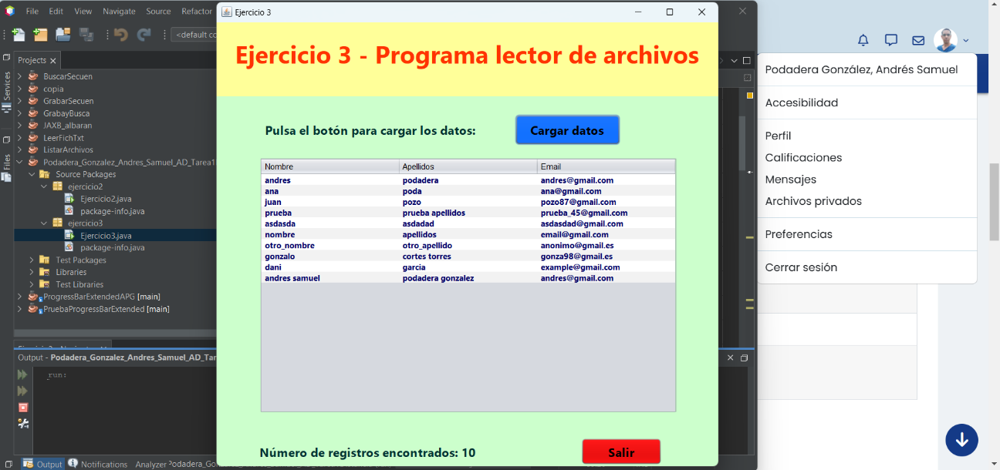 File Edit View Navigate Source Refactor
<default co
Projects
Services
Files
BuscarSecuen
copia
GrabarSecuen
GrabayBusca
JAXB_albaran
LeerFichTxt
ListarArchivos
Podadera_Gonzalez_Andres_Samuel_AD_Tarea1
Source Packages
ejercicio2
Ejercicio2.java
package-info.java
ejercicio3
Ejercicio3.java
package-info.java
Test Packages
Libraries
Test Libraries
ProgressBarExtendedAPG [main]
PruebaProgressBarExtended [main]
Output - Podadera_Gonzalez_Andres_Samuel_AD_Tar
run:
Output Notifications Analyzer
Ejercicio 3
Ejercicio 3 - Programa lector de archivos
Pulsa el botón para cargar los datos: Cargar datos
Nombre Apellidos Email
andres podadera andres@gmail.com
ana poda ana@gmail.com
juan pozo pozo87@gmail.com
prueba prueba apellidos prueba_45@gmail.com
asdasda asdadad asdasdad@gmail.com
nombre apellidos email@gmail.com
otro_nombre otro_apellido anonimo@gmail.es
gonzalo cortes torres gonza98@gmail.es
dani garcia example@gmail.com
andres samuel podadera gonzalez andres@gmail.com
Número de registros encontrados: 10 Salir
Podadera González, Andrés Samuel
Accesibilidad
Perfil
Calificaciones
Mensajes
Archivos privados
Preferencias
Cerrar sesión